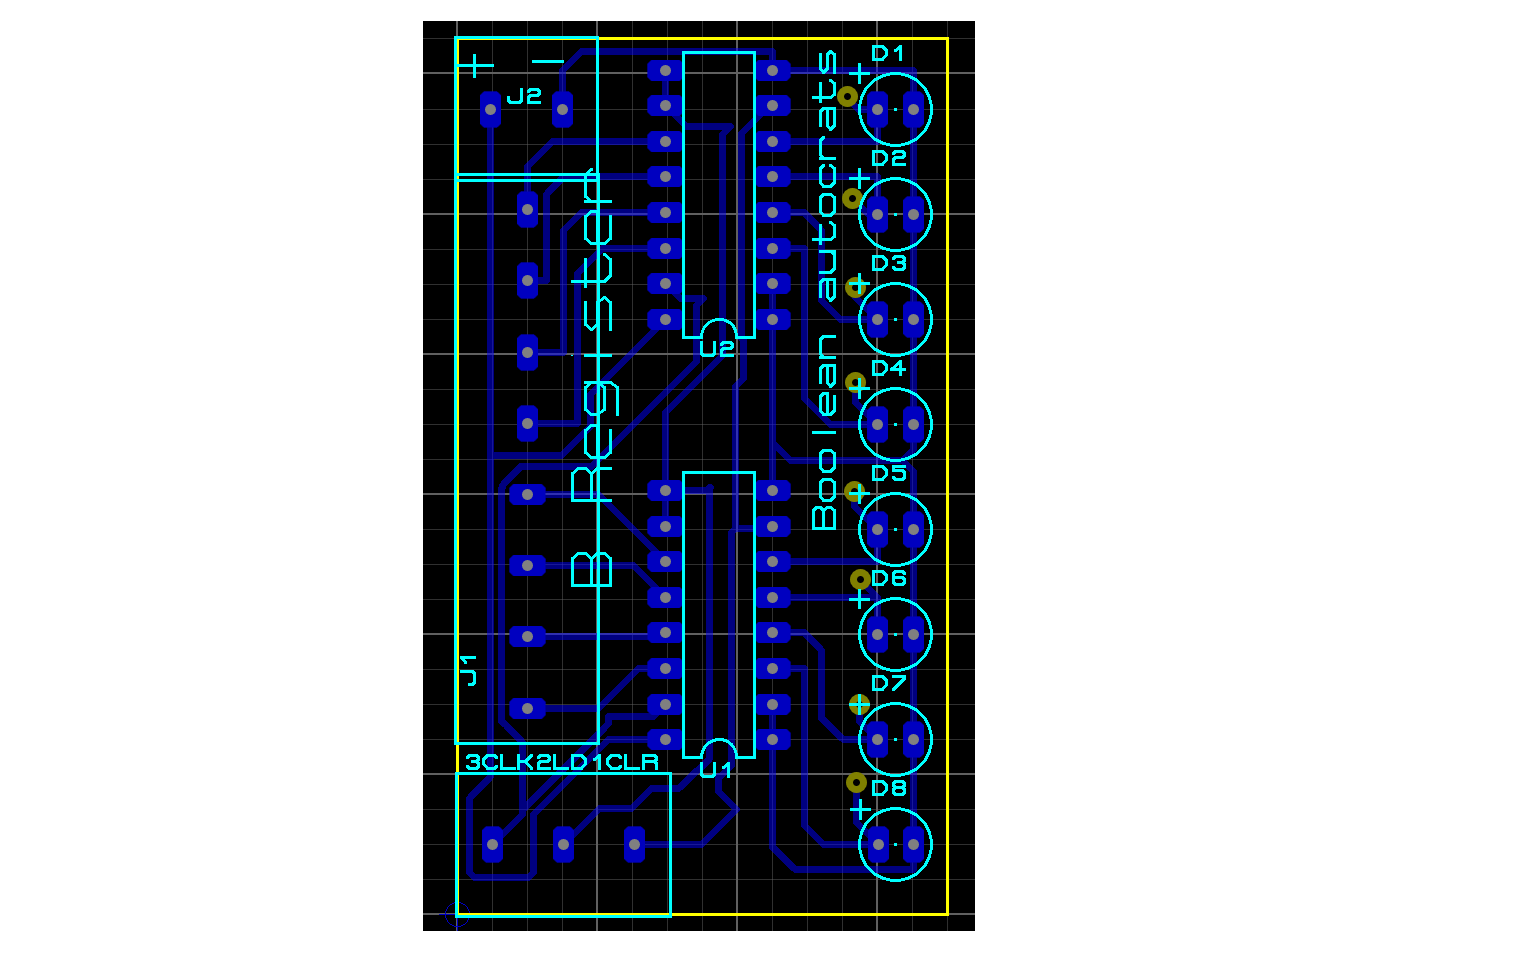 + −
J2
B Register
J1
3CLK2LD1CLR
U2
U1
Boolean autocrats
D1
+
D2
+
D3
+
D4
+
D5
+
D6
+
D7
+
D8
+